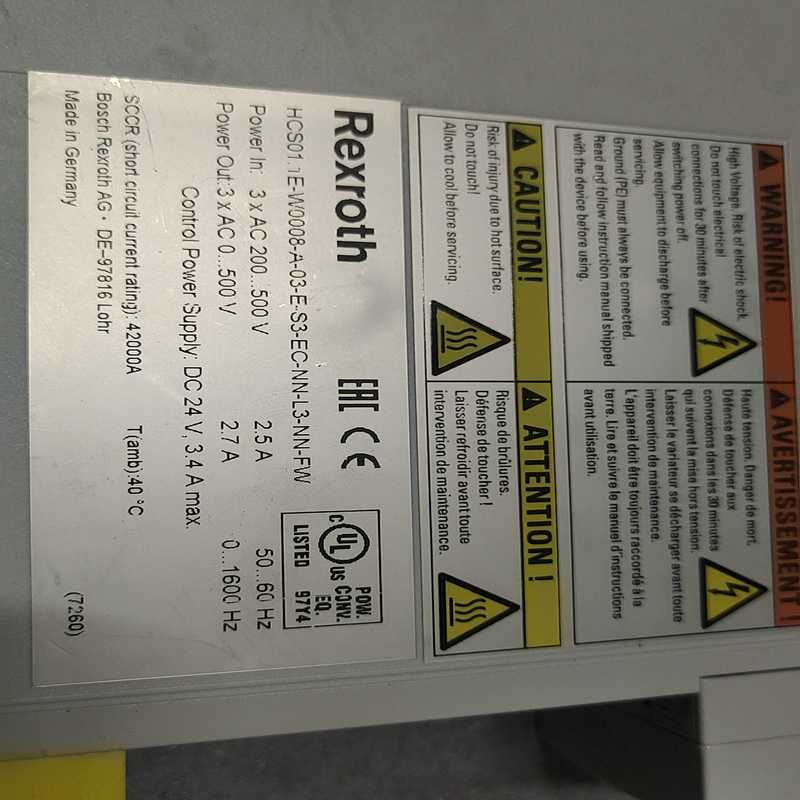 WARNING!
High Voltage. Risk of electric shock.
Do not touch electrical
connections for 30 minutes after
switching power off.
Allow equipment to discharge before
servicing.
Ground (PE) must always be connected.
Read and follow instruction manual shipped
with the device before using.
AVERTISSEMENT !
Haute tension. Danger de mort.
Défense de toucher aux
connexions dans les 30 minutes
qui suivent la mise hors tension.
Laisser le variateur se décharger avant toute
intervention de maintenance.
L'appareil doit être toujours raccordé à la
terre. Lire et suivre le manuel d'instructions
avant utilisation.
CAUTION!
Risk of injury due to hot surface.
Do not touch!
Allow to cool before servicing.
ATTENTION !
Risque de brûlures.
Défense de toucher !
Laisser refroidir avant toute
intervention de maintenance.
Rexroth EAC CE
C UL US LISTED
POW. CONV. EQ. 97Y4
HCS01.1E-W0008-A-03-E-S3-EC-NN-L3-NN-FW
Power In: 3 x AC 200...500 V 2.5 A 50...60 Hz
Power Out: 3 x AC 0...500 V 2.7 A 0...1600 Hz
Control Power Supply: DC 24 V, 3.4 A max.
SCCR (short circuit current rating): 42000A T(amb):40 °C
Bosch Rexroth AG • DE-97816 Lohr
Made in Germany (7260)